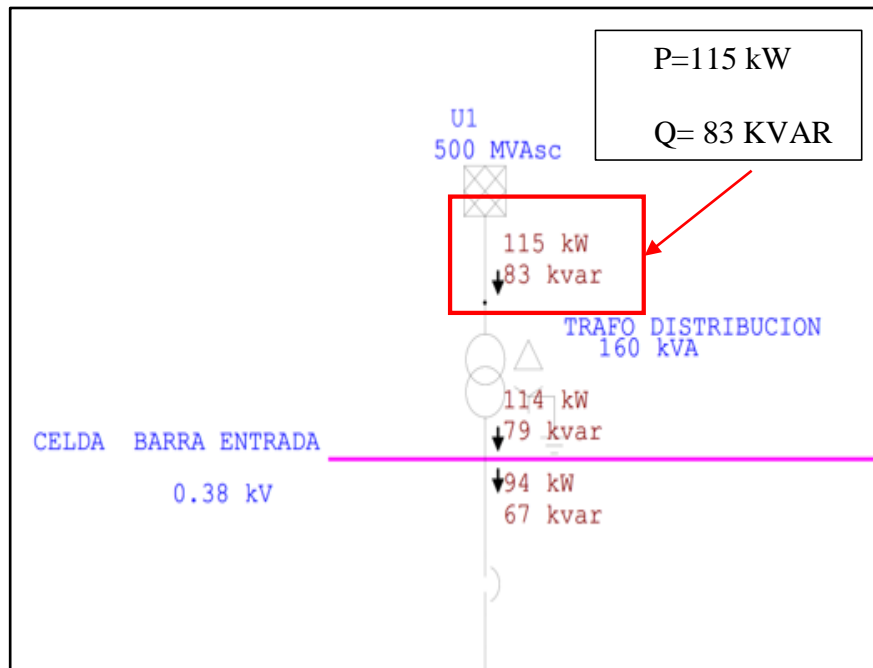 P=115 kW
Q= 83 KVAR
U1
500 MVAsc
115 kW
83 kvar
TRAFO DISTRIBUCION
160 kVA
114 kW
79 kvar
CELDA BARRA ENTRADA
0.38 kV
94 kW
67 kvar